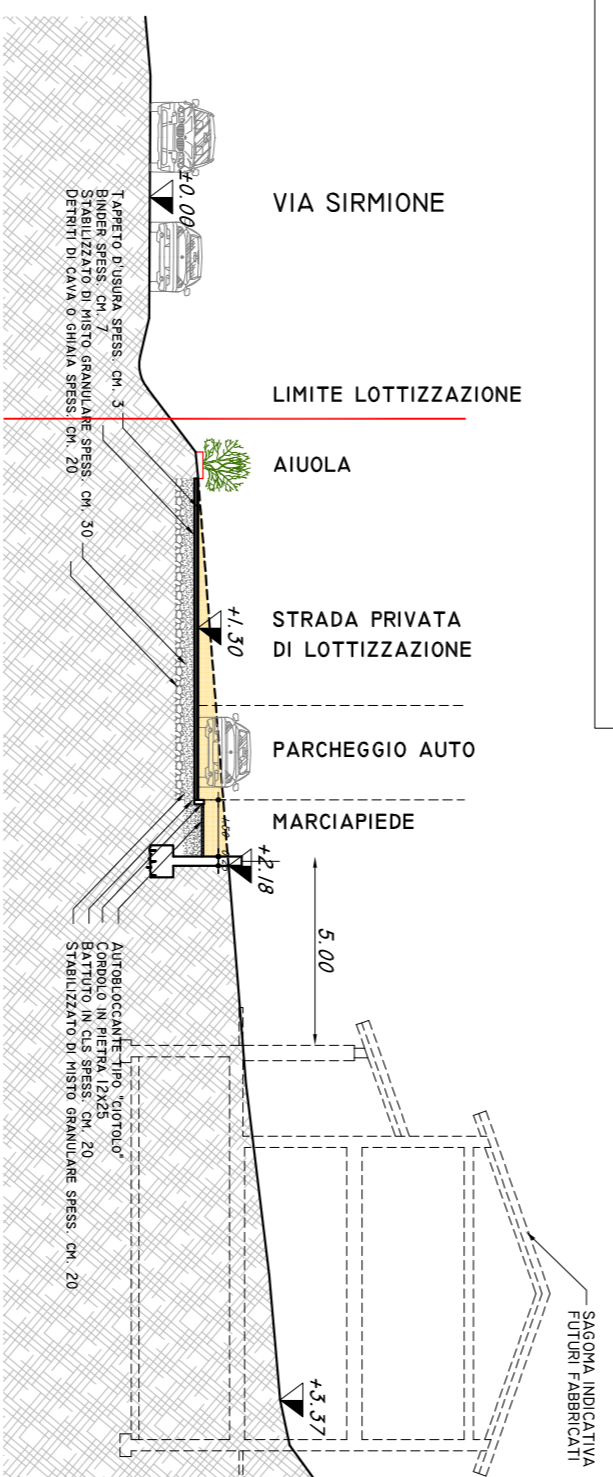 VIA SIRMIONE
+0.00
TAPPETO D'USURA SPESS. CM. 3
BINDER SPESS. CM. 7
STABILIZZATO DI MISTO GRANULARE SPESS. CM. 30
DETRITI DI CAVA O GHIAIA SPESS. CM. 20
LIMITE LOTTIZZAZIONE
AIUOLA
STRADA PRIVATA
DI LOTTIZZAZIONE
+1.30
PARCHEGGIO AUTO
MARCIAPIEDE
1.50
+2.18
5.00
AUTOBLOCCANTE TIPO "CIOTOLO"
CORDOLO IN PIETRA 12X25
BATTUTO IN CLS SPESS. CM. 20
STABILIZZATO DI MISTO GRANULARE SPESS. CM. 20
SAGOMA INDICATIVA
FUTURI FABBRICATI
+3.37